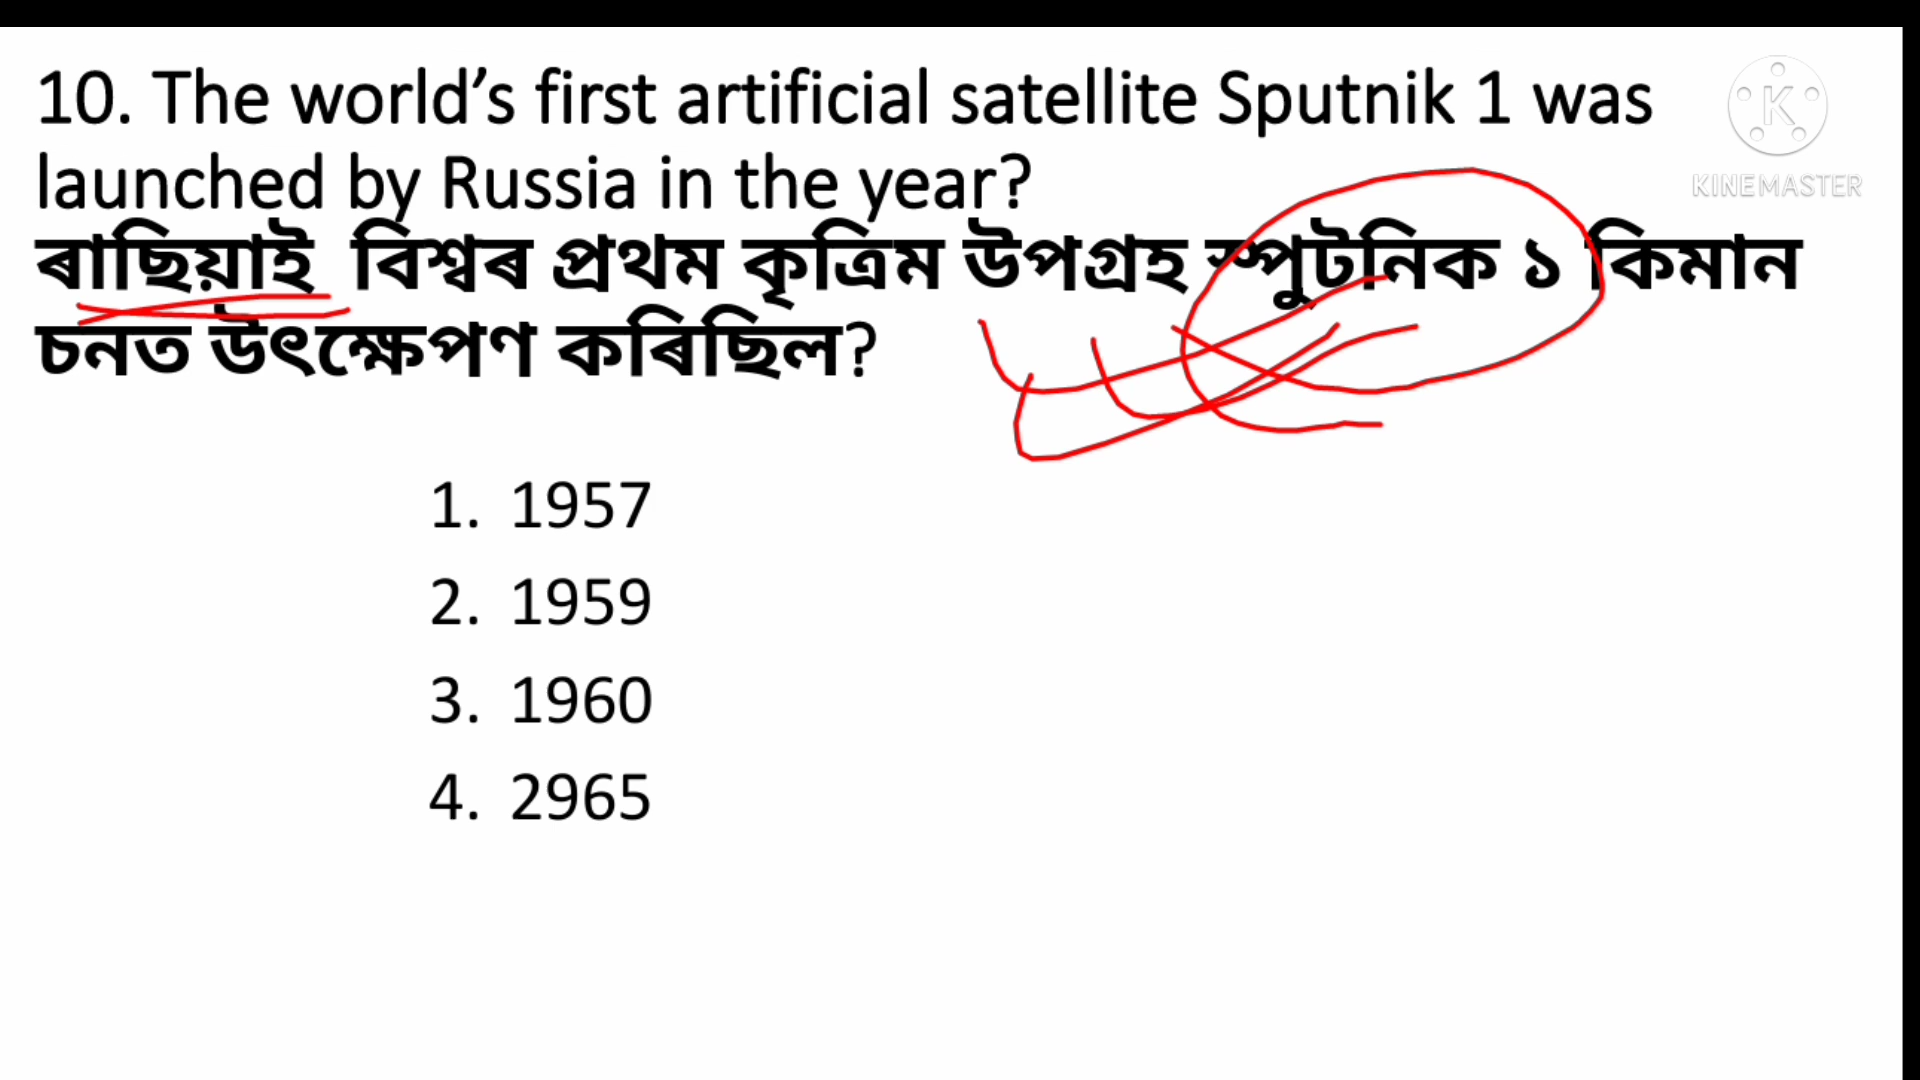 10. The world’s first artificial satellite Sputnik 1 was
launched by Russia in the year?
ৰাছিয়াই বিশ্বৰ প্ৰথম কৃত্ৰিম উপগ্ৰহ স্পুটনিক ১ কিমান
চনত উৎক্ষেপণ কৰিছিল?
1. 1957
2. 1959
3. 1960
4. 2965
K
KINEMASTER